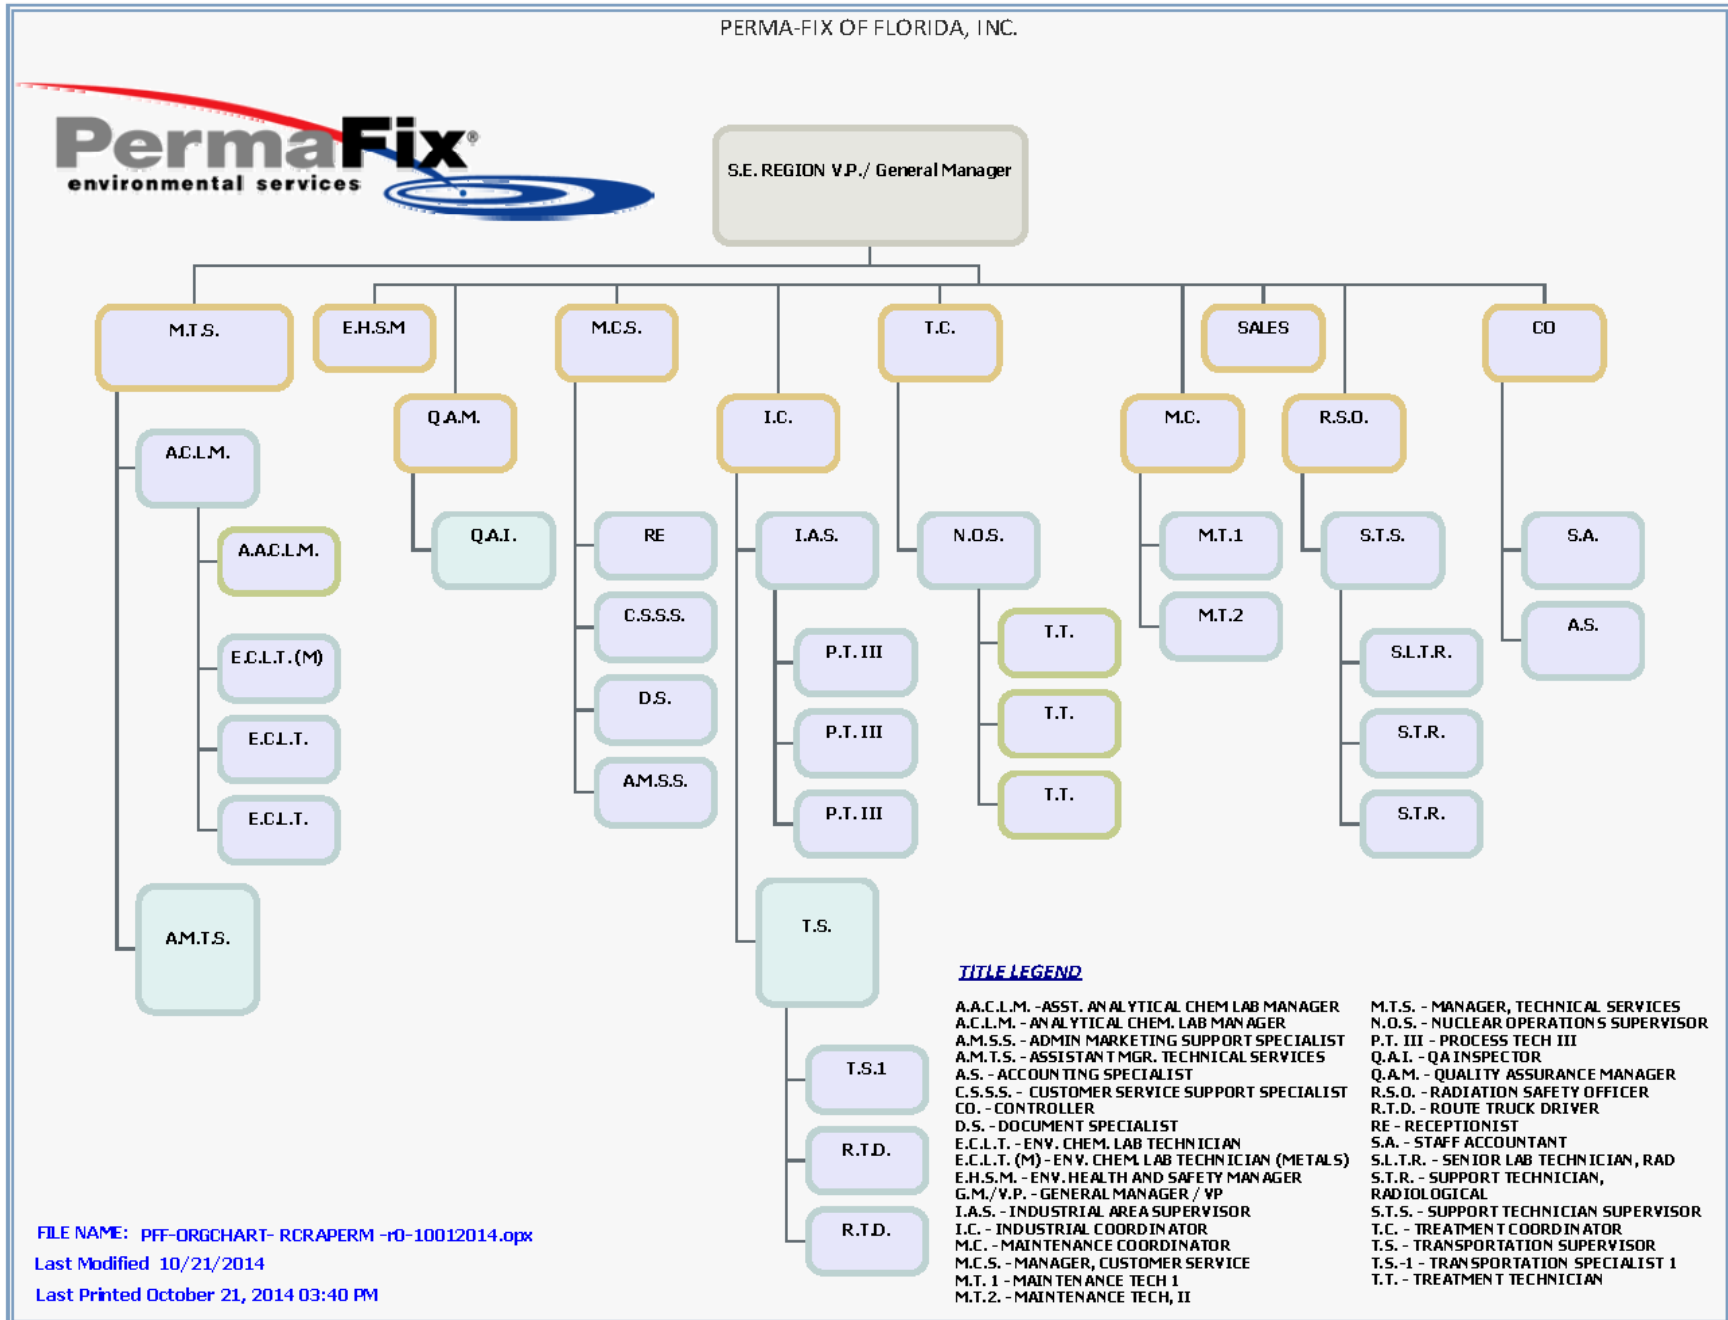 PERMA-FIX OF FLORIDA, INC.
PermaFix®
environmental services
S.E. REGION V.P./ General Manager
M.T.S.
E.H.S.M
M.C.S.
T.C.
SALES
CO
Q.A.M.
I.C.
M.C.
R.S.O.
A.C.L.M.
Q.A.I.
RE
I.A.S.
N.O.S.
M.T.1
S.T.S.
S.A.
A.A.C.L.M.
C.S.S.S.
T.T.
M.T.2
A.S.
E.C.L.T. (M)
P.T. III
S.L.T.R.
D.S.
T.T.
E.C.L.T.
P.T. III
S.T.R.
A.M.S.S.
T.T.
E.C.L.T.
P.T. III
S.T.R.
A.M.T.S.
T.S.
T.S.1
R.T.D.
R.T.D.
TITLE LEGEND
A.A.C.L.M. -ASST. ANALYTICAL CHEM LAB MANAGER
A.C.L.M. - ANALYTICAL CHEM. LAB MANAGER
A.M.S.S. - ADMIN MARKETING SUPPORT SPECIALIST
A.M.T.S. - ASSISTANT MGR. TECHNICAL SERVICES
A.S. - ACCOUNTING SPECIALIST
C.S.S.S. - CUSTOMER SERVICE SUPPORT SPECIALIST
CO. - CONTROLLER
D.S. - DOCUMENT SPECIALIST
E.C.L.T. - ENV. CHEM. LAB TECHNICIAN
E.C.L.T. (M) - ENV. CHEM. LAB TECHNICIAN (METALS)
E.H.S.M. - ENV. HEALTH AND SAFETY MANAGER
G.M./V.P. - GENERAL MANAGER / VP
I.A.S. - INDUSTRIAL AREA SUPERVISOR
I.C. - INDUSTRIAL COORDINATOR
M.C. - MAINTENANCE COORDINATOR
M.C.S. - MANAGER, CUSTOMER SERVICE
M.T. 1 - MAINTENANCE TECH 1
M.T.2. - MAINTENANCE TECH, II
M.T.S. - MANAGER, TECHNICAL SERVICES
N.O.S. - NUCLEAR OPERATIONS SUPERVISOR
P.T. III - PROCESS TECH III
Q.A.I. - QA INSPECTOR
Q.A.M. - QUALITY ASSURANCE MANAGER
R.S.O. - RADIATION SAFETY OFFICER
R.T.D. - ROUTE TRUCK DRIVER
RE - RECEPTIONIST
S.A. - STAFF ACCOUNTANT
S.L.T.R. - SENIOR LAB TECHNICIAN, RAD
S.T.R. - SUPPORT TECHNICIAN,
RADIOLOGICAL
S.T.S. - SUPPORT TECHNICIAN SUPERVISOR
T.C. - TREATMENT COORDINATOR
T.S. - TRANSPORTATION SUPERVISOR
T.S.-1 - TRANSPORTATION SPECIALIST 1
T.T. - TREATMENT TECHNICIAN
FILE NAME: PFF-ORGCHART- RCRAPERM -r0-10012014.opx
Last Modified 10/21/2014
Last Printed October 21, 2014 03:40 PM